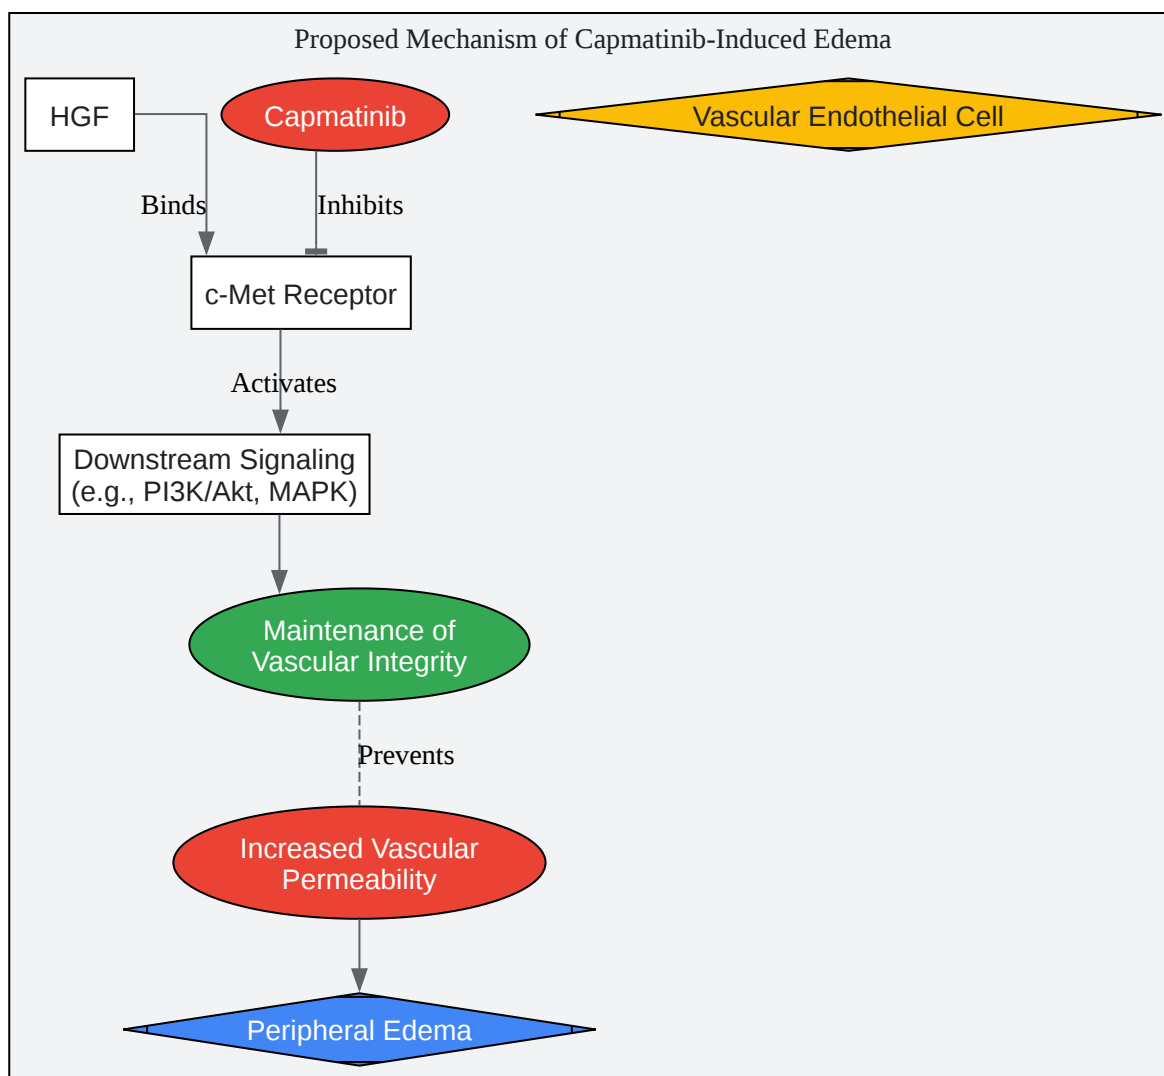 Proposed Mechanism of Capmatinib-Induced Edema
HGF
Capmatinib
Vascular Endothelial Cell
Binds
Inhibits
c-Met Receptor
Activates
Downstream Signaling
(e.g., PI3K/Akt, MAPK)
Maintenance of
Vascular Integrity
Prevents
Increased Vascular
Permeability
Peripheral Edema